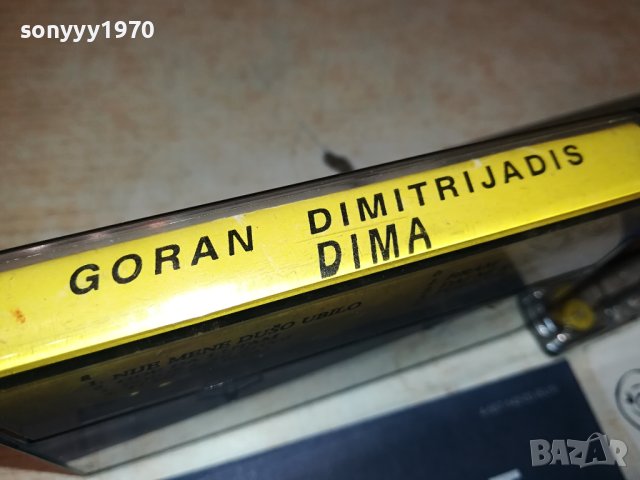 sonyyy1970
GORAN DIMITRIJADIS
DIMA
NIJE MENE DUŠO UBILO
BAZAR